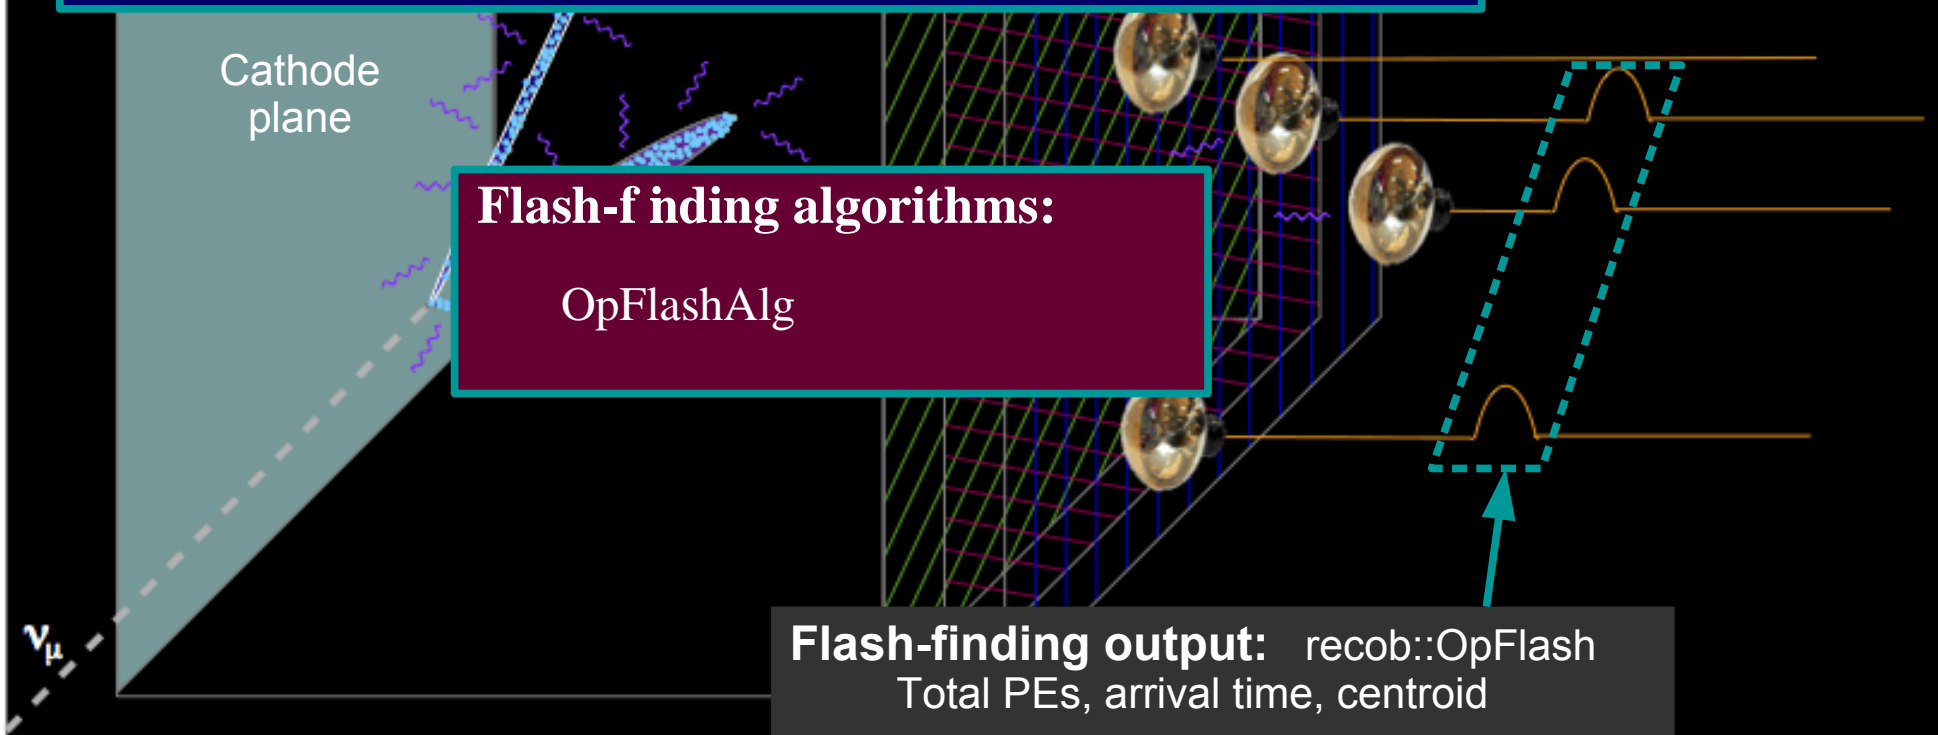 Cathode
plane
Flash-f inding algorithms:
OpFlashAlg
νμ
Flash-finding output: recob::OpFlash
Total PEs, arrival time, centroid